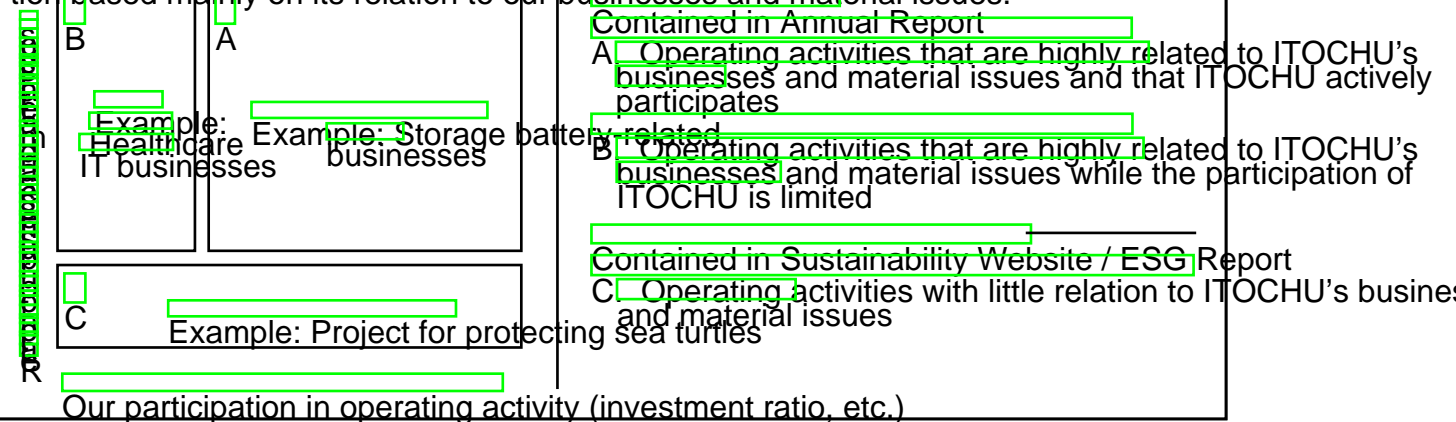 tion based mainly on its relation to our businesses and material issues.
B
A
Example:
Healthcare
IT businesses
Example: Storage battery-related
businesses
C
Example: Project for protecting sea turtles
Our participation in operating activity (investment ratio, etc.)
Contained in Annual Report
A. Operating activities that are highly related to ITOCHU's
businesses and material issues and that ITOCHU actively
participates
B. Operating activities that are highly related to ITOCHU's
businesses and material issues while the participation of
ITOCHU is limited
Contained in Sustainability Website / ESG Report
C. Operating activities with little relation to ITOCHU's busines
and material issues